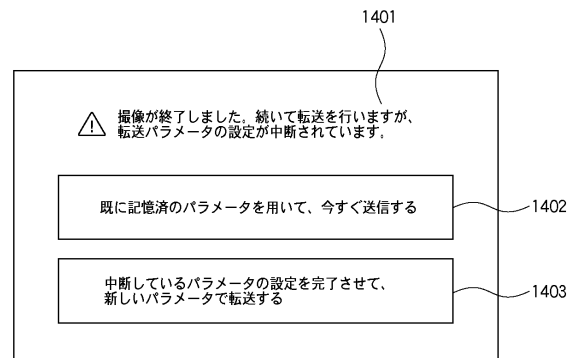 1401
撮像が終了しました。続いて転送を行いますが、
転送パラメータの設定が中断されています。
既に記憶済のパラメータを用いて、今すぐ送信する
1402
中断しているパラメータの設定を完了させて、
新しいパラメータで転送する
1403